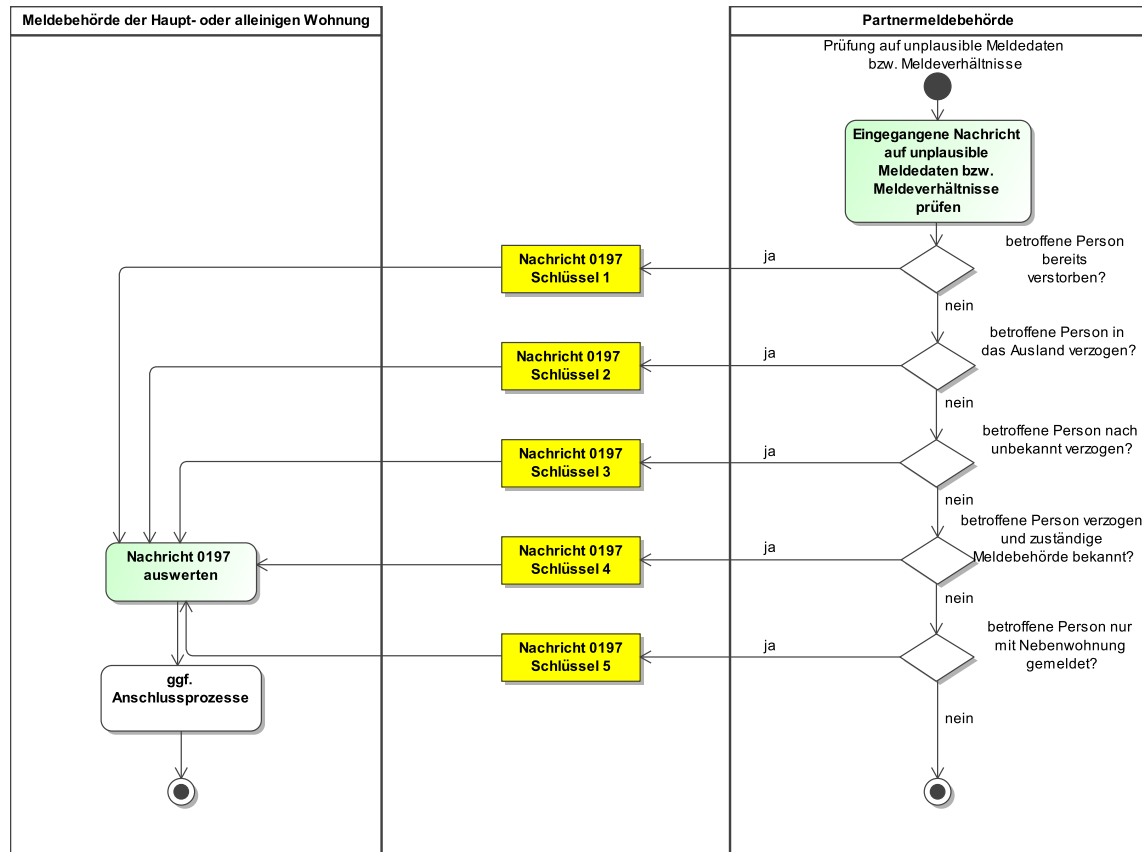 Meldebehörde der Haupt- oder alleinigen Wohnung
Partnermeldebehörde
Prüfung auf unplausible Meldedaten
bzw. Meldeverhältnisse
Eingegangene Nachricht
auf unplausible
Meldedaten bzw.
Meldeverhältnisse
prüfen
betroffene Person
bereits
verstorben?
ja
Nachricht 0197
Schlüssel 1
nein
betroffene Person in
das Ausland verzogen?
ja
Nachricht 0197
Schlüssel 2
nein
betroffene Person nach
unbekannt verzogen?
ja
Nachricht 0197
Schlüssel 3
nein
betroffene Person verzogen
und zuständige
Meldebehörde bekannt?
ja
Nachricht 0197
Schlüssel 4
Nachricht 0197
auswerten
nein
betroffene Person nur
mit Nebenwohnung
gemeldet?
ja
Nachricht 0197
Schlüssel 5
ggf.
Anschlussprozesse
nein